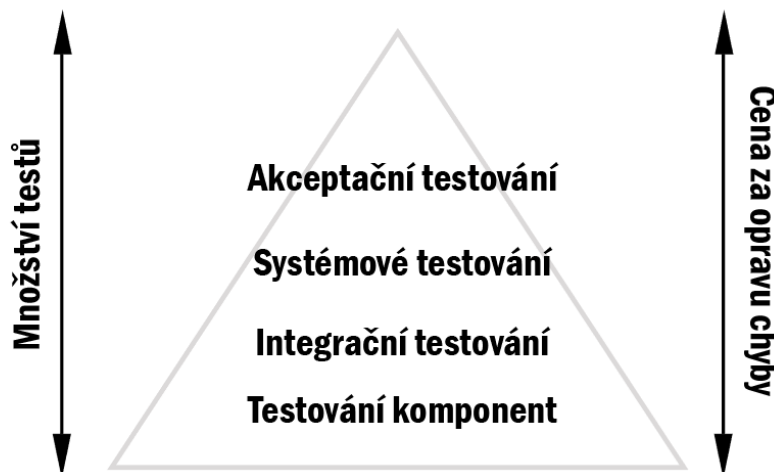 Množství testů
Akceptační testování
Systémové testování
Integrační testování
Testování komponent
Cena za opravu chyby